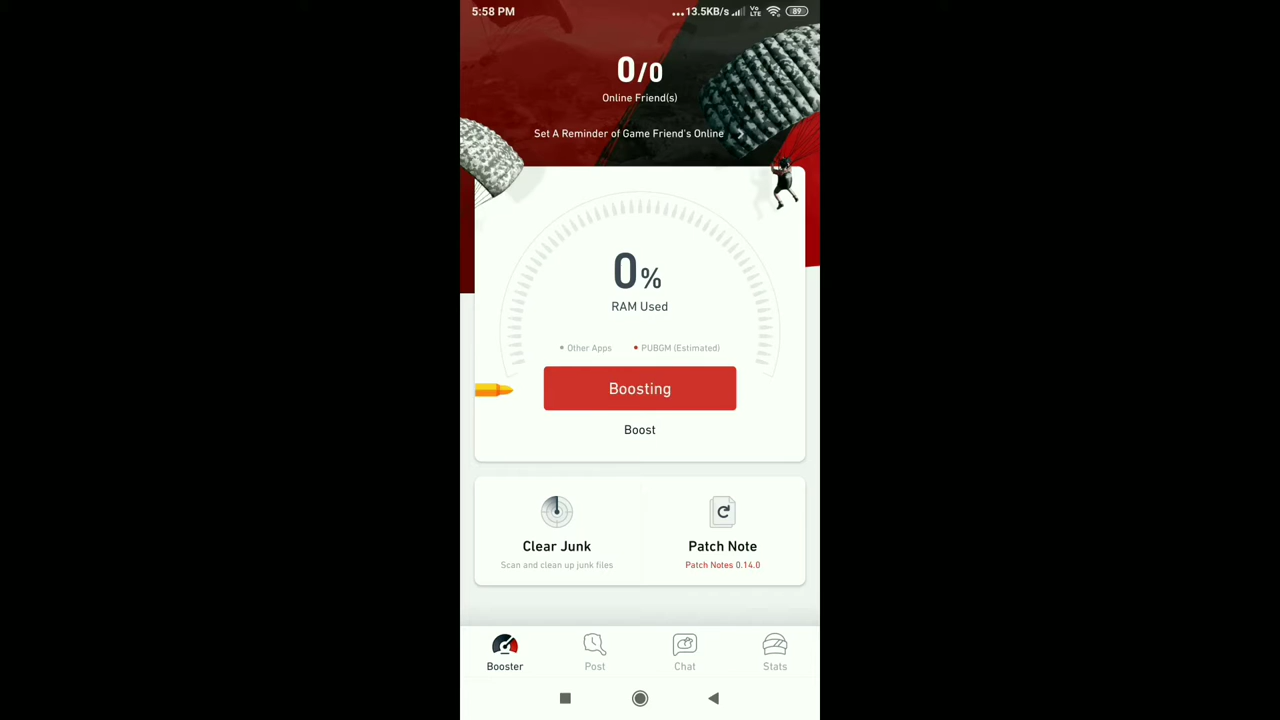 5:58 PM
...13.5KB/s Vo LTE 89
0/0
Online Friend(s)
Set A Reminder of Game Friend's Online
0%
RAM Used
Other Apps PUBGM (Estimated)
Boosting
Boost
Clear Junk
Scan and clean up junk files
Patch Note
Patch Notes 0.14.0
Booster
Post
Chat
Stats